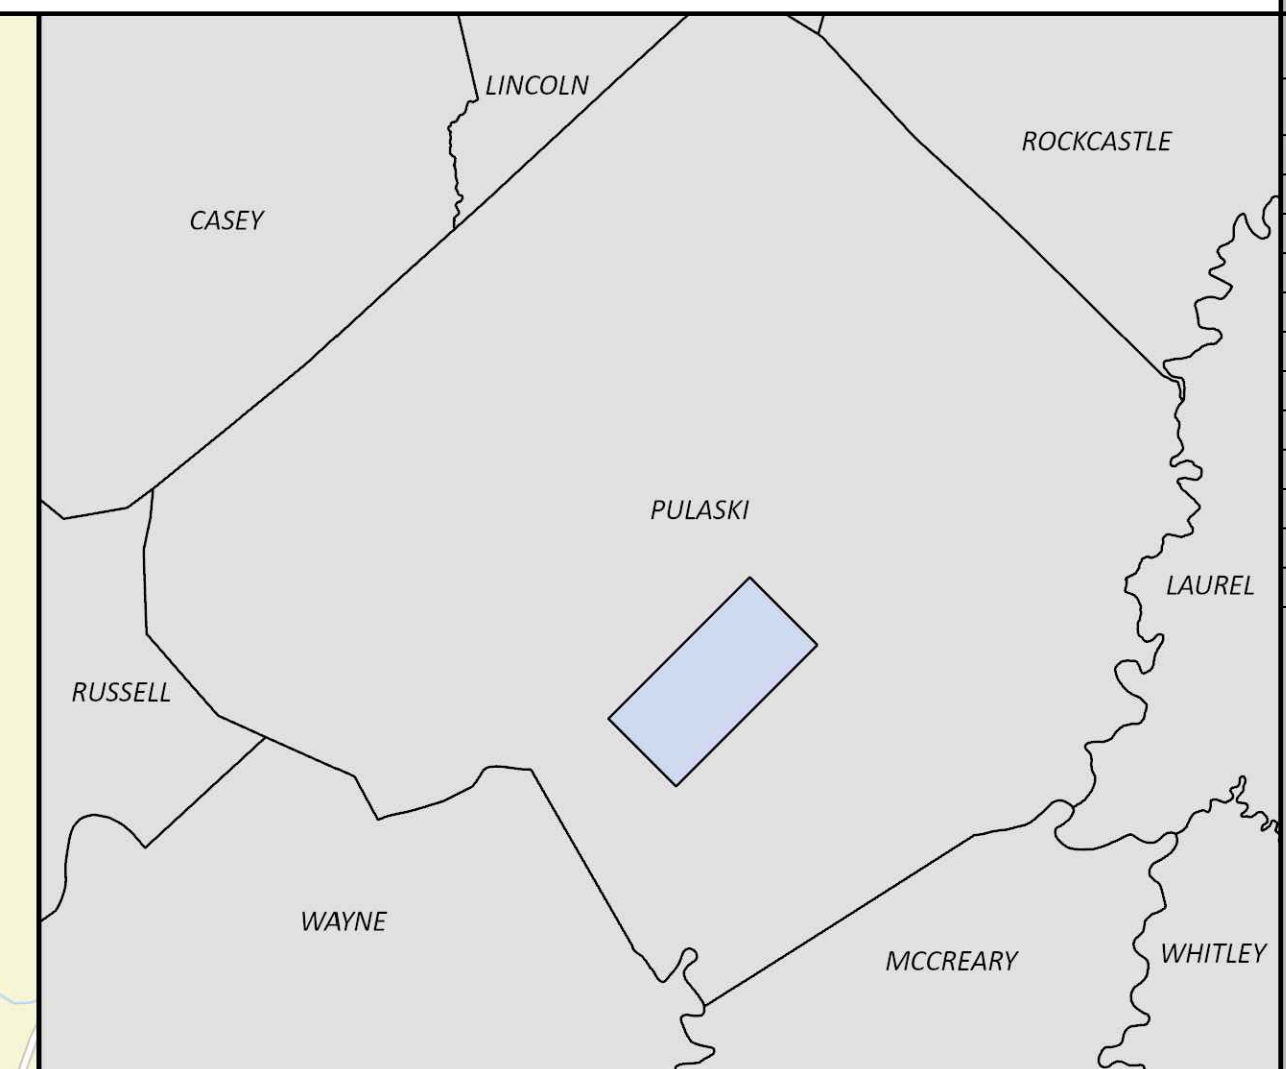 LINCOLN
ROCKCASTLE
CASEY
PULASKI
LAUREL
RUSSELL
WAYNE
MCCREARY
WHITLEY